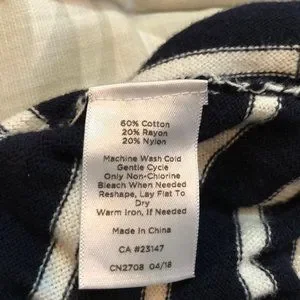 60% Cotton
20% Rayon
20% Nylon
Machine Wash Cold
Gentle Cycle
Only Non-Chlorine
Bleach When Needed
Reshape, Lay Flat To
Dry
Warm Iron, If Needed
Made In China
CA #23147
CN2708 04/18